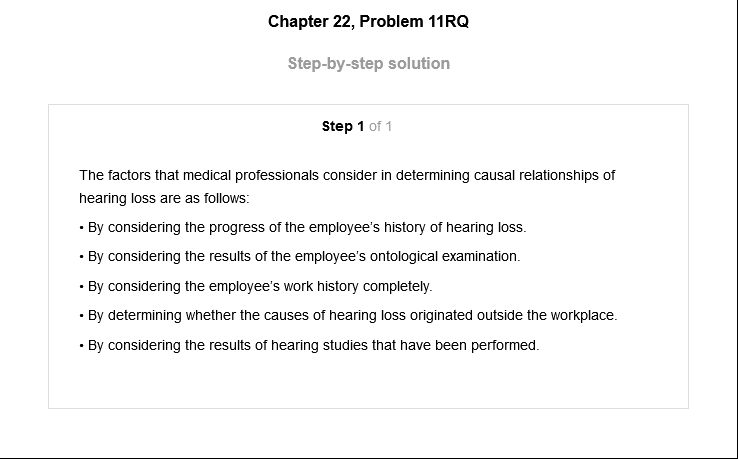 Chapter 22, Problem 11RQ
Step-by-step solution
Step 1 of 1
The factors that medical professionals consider in determining causal relationships of
hearing loss are as follows:
• By considering the progress of the employee’s history of hearing loss.
• By considering the results of the employee’s ontological examination.
• By considering the employee’s work history completely.
• By determining whether the causes of hearing loss originated outside the workplace.
• By considering the results of hearing studies that have been performed.